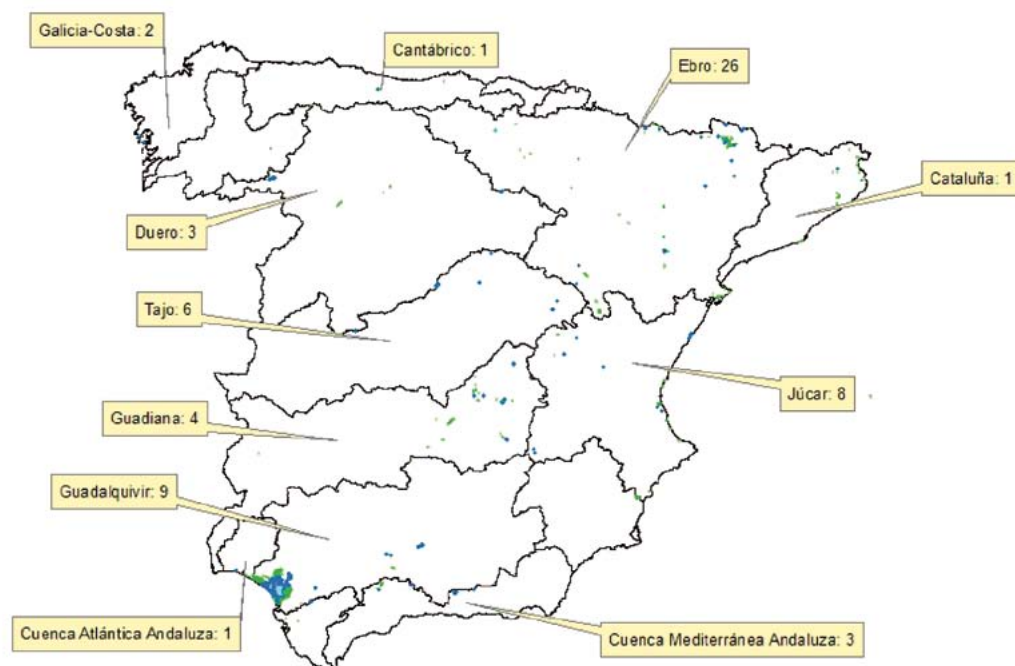 Galicia-Costa: 2
Cantábrico: 1
Ebro: 26
Cataluña: 1
Duero: 3
Tajo: 6
Júcar: 8
Guadiana: 4
Guadalquivir: 9
Cuenca Atlántica Andaluza: 1
Cuenca Mediterránea Andaluza: 3